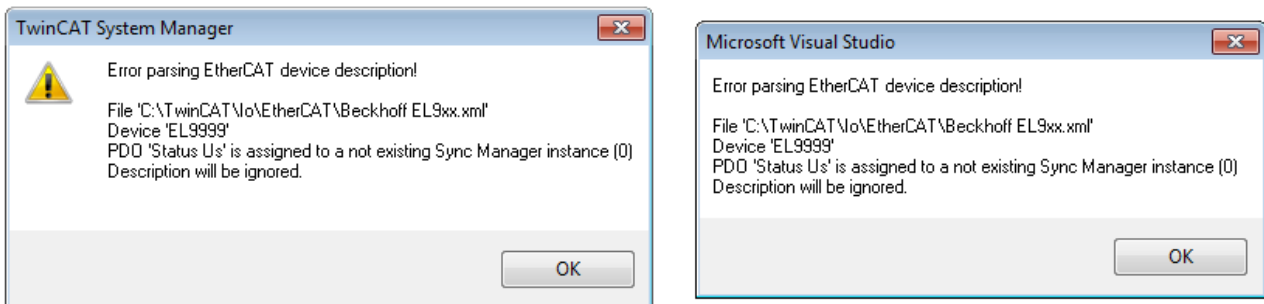 TwinCAT System Manager
Error parsing EtherCAT device description!
File 'C:\TwinCAT\Io\EtherCAT\Beckhoff EL9xx.xml'
Device 'EL9999'
PDO 'Status Us' is assigned to a not existing Sync Manager instance (0)
Description will be ignored.
OK
Microsoft Visual Studio
Error parsing EtherCAT device description!
File 'C:\TwinCAT\Io\EtherCAT\Beckhoff EL9xx.xml'
Device 'EL9999'
PDO 'Status Us' is assigned to a not existing Sync Manager instance (0)
Description will be ignored.
OK